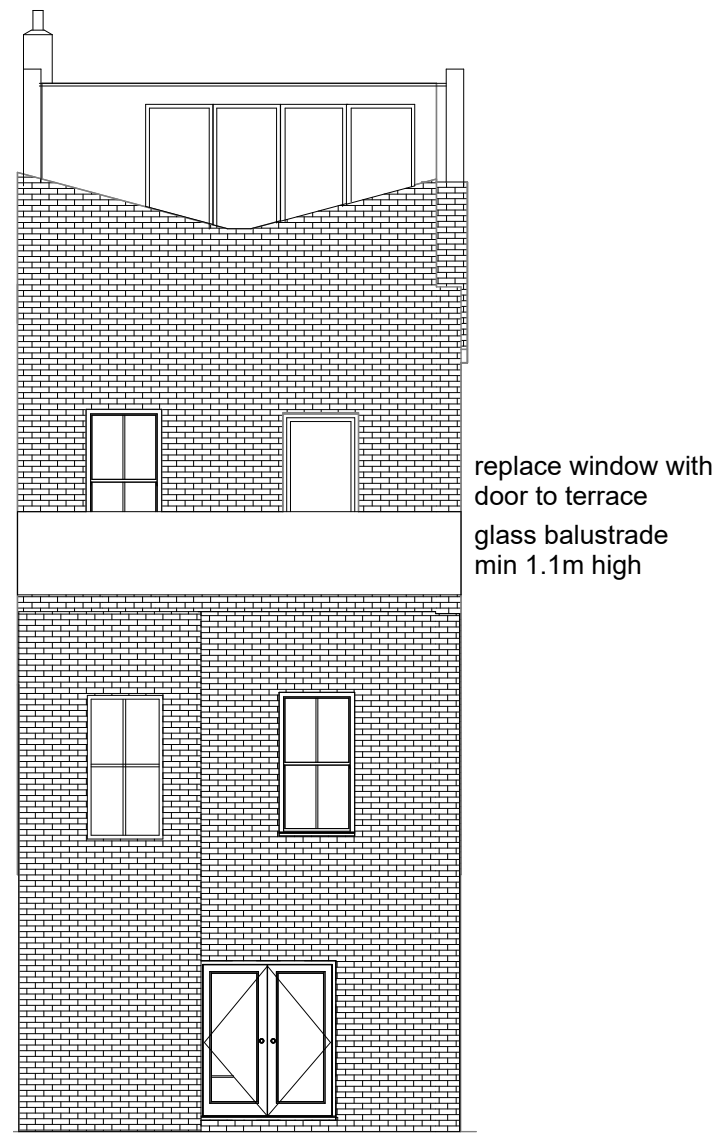 replace window with
door to terrace
glass balustrade
min 1.1m high